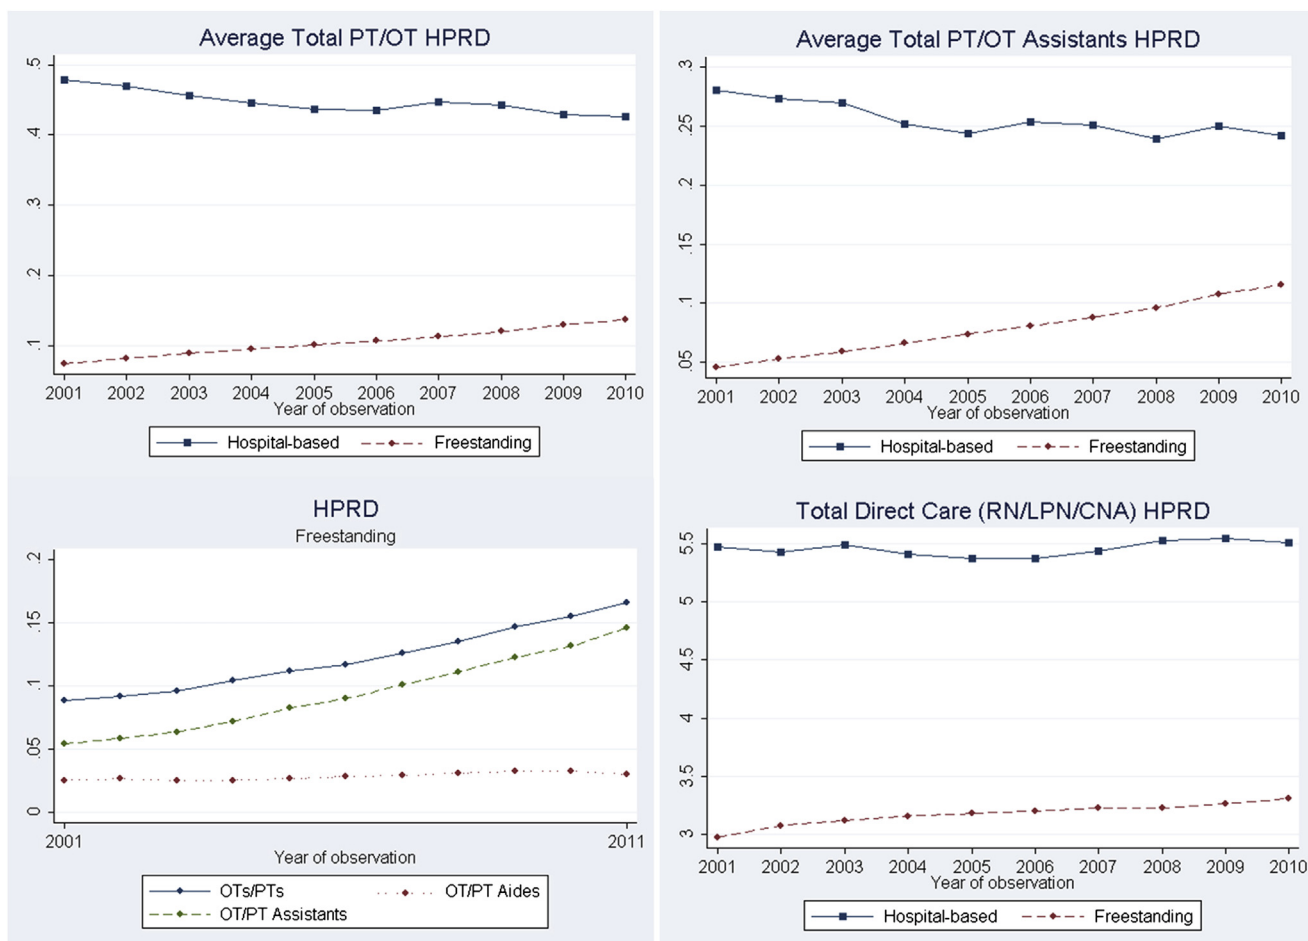 Average Total PT/OT HPRD
.5
.4
.3
.2
.1
2001 2002 2003 2004 2005 2006 2007 2008 2009 2010
Year of observation
Hospital-based Freestanding
Average Total PT/OT Assistants HPRD
.3
.25
.2
.15
.1
.05
2001 2002 2003 2004 2005 2006 2007 2008 2009 2010
Year of observation
Hospital-based Freestanding
HPRD
Freestanding
.2
.15
.1
.05
0
2001 2011
Year of observation
OTs/PTs OT/PT Aides
OT/PT Assistants
Total Direct Care (RN/LPN/CNA) HPRD
5.5
5
4.5
4
3.5
3
2001 2002 2003 2004 2005 2006 2007 2008 2009 2010
Year of observation
Hospital-based Freestanding